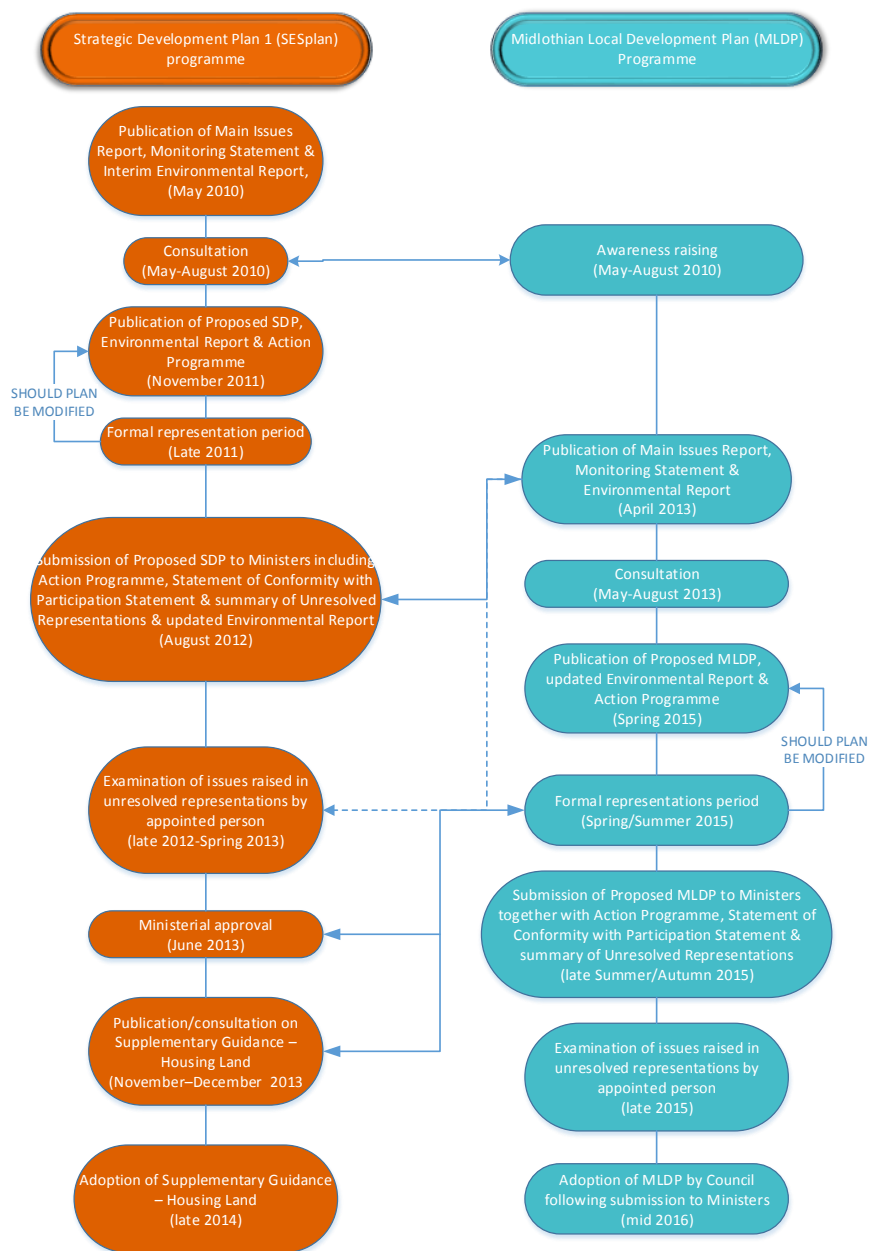 Strategic Development Plan 1 (SESplan)
programme
Publication of Main Issues
Report, Monitoring Statement &
Interim Environmental Report,
(May 2010)
Consultation
(May-August 2010)
Publication of Proposed SDP,
Environmental Report & Action
Programme
(November 2011)
SHOULD PLAN
BE MODIFIED
Formal representation period
(Late 2011)
Submission of Proposed SDP to Ministers including
Action Programme, Statement of Conformity with
Participation Statement & summary of Unresolved
Representations & updated Environmental Report
(August 2012)
Examination of issues raised in
unresolved representations by
appointed person
(late 2012-Spring 2013)
Ministerial approval
(June 2013)
Publication/consultation on
Supplementary Guidance –
Housing Land
(November–December 2013
Adoption of Supplementary Guidance
– Housing Land
(late 2014)
Midlothian Local Development Plan (MLDP)
Programme
Awareness raising
(May-August 2010)
Publication of Main Issues Report,
Monitoring Statement &
Environmental Report
(April 2013)
Consultation
(May-August 2013)
Publication of Proposed MLDP,
updated Environmental Report &
Action Programme
(Spring 2015)
SHOULD PLAN
BE MODIFIED
Formal representations period
(Spring/Summer 2015)
Submission of Proposed MLDP to Ministers
together with Action Programme, Statement of
Conformity with Participation Statement &
summary of Unresolved Representations
(late Summer/Autumn 2015)
Examination of issues raised in
unresolved representations by
appointed person
(late 2015)
Adoption of MLDP by Council
following submission to Ministers
(mid 2016)